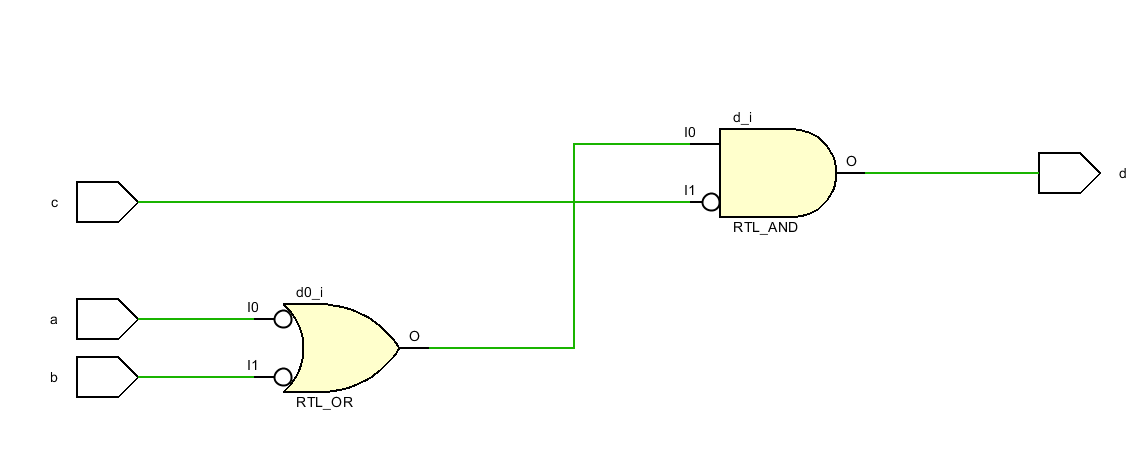 d_i
I0
O
I1
d
c
RTL_AND
d0_i
I0
a
O
I1
b
RTL_OR